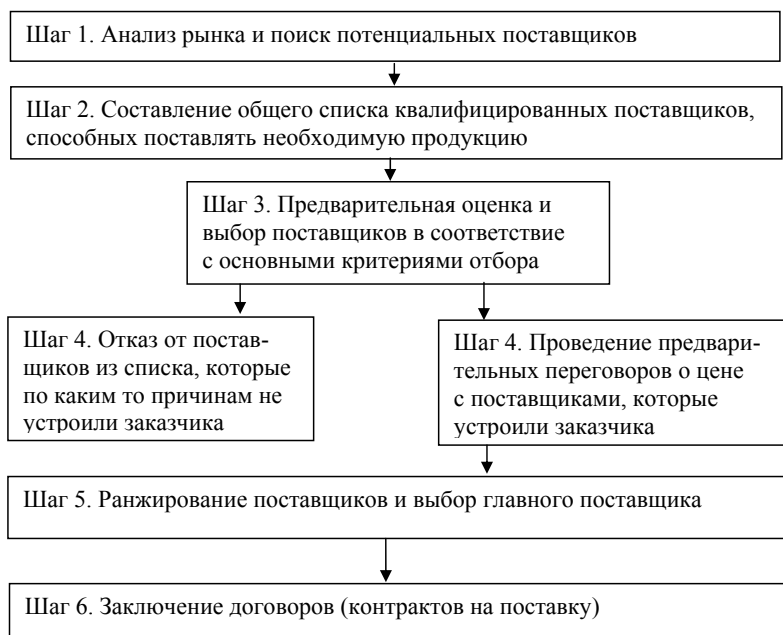 Шаг 1. Анализ рынка и поиск потенциальных поставщиков
Шаг 2. Составление общего списка квалифицированных поставщиков,
способных поставлять необходимую продукцию
Шаг 3. Предварительная оценка и
выбор поставщиков в соответствие
с основными критериями отбора
Шаг 4. Отказ от постав-
щиков из списка, которые
по каким то причинам не
устроили заказчика
Шаг 4. Проведение предвари-
тельных переговоров о цене
с поставщиками, которые
устроили заказчика
Шаг 5. Ранжирование поставщиков и выбор главного поставщика
Шаг 6. Заключение договоров (контрактов на поставку)